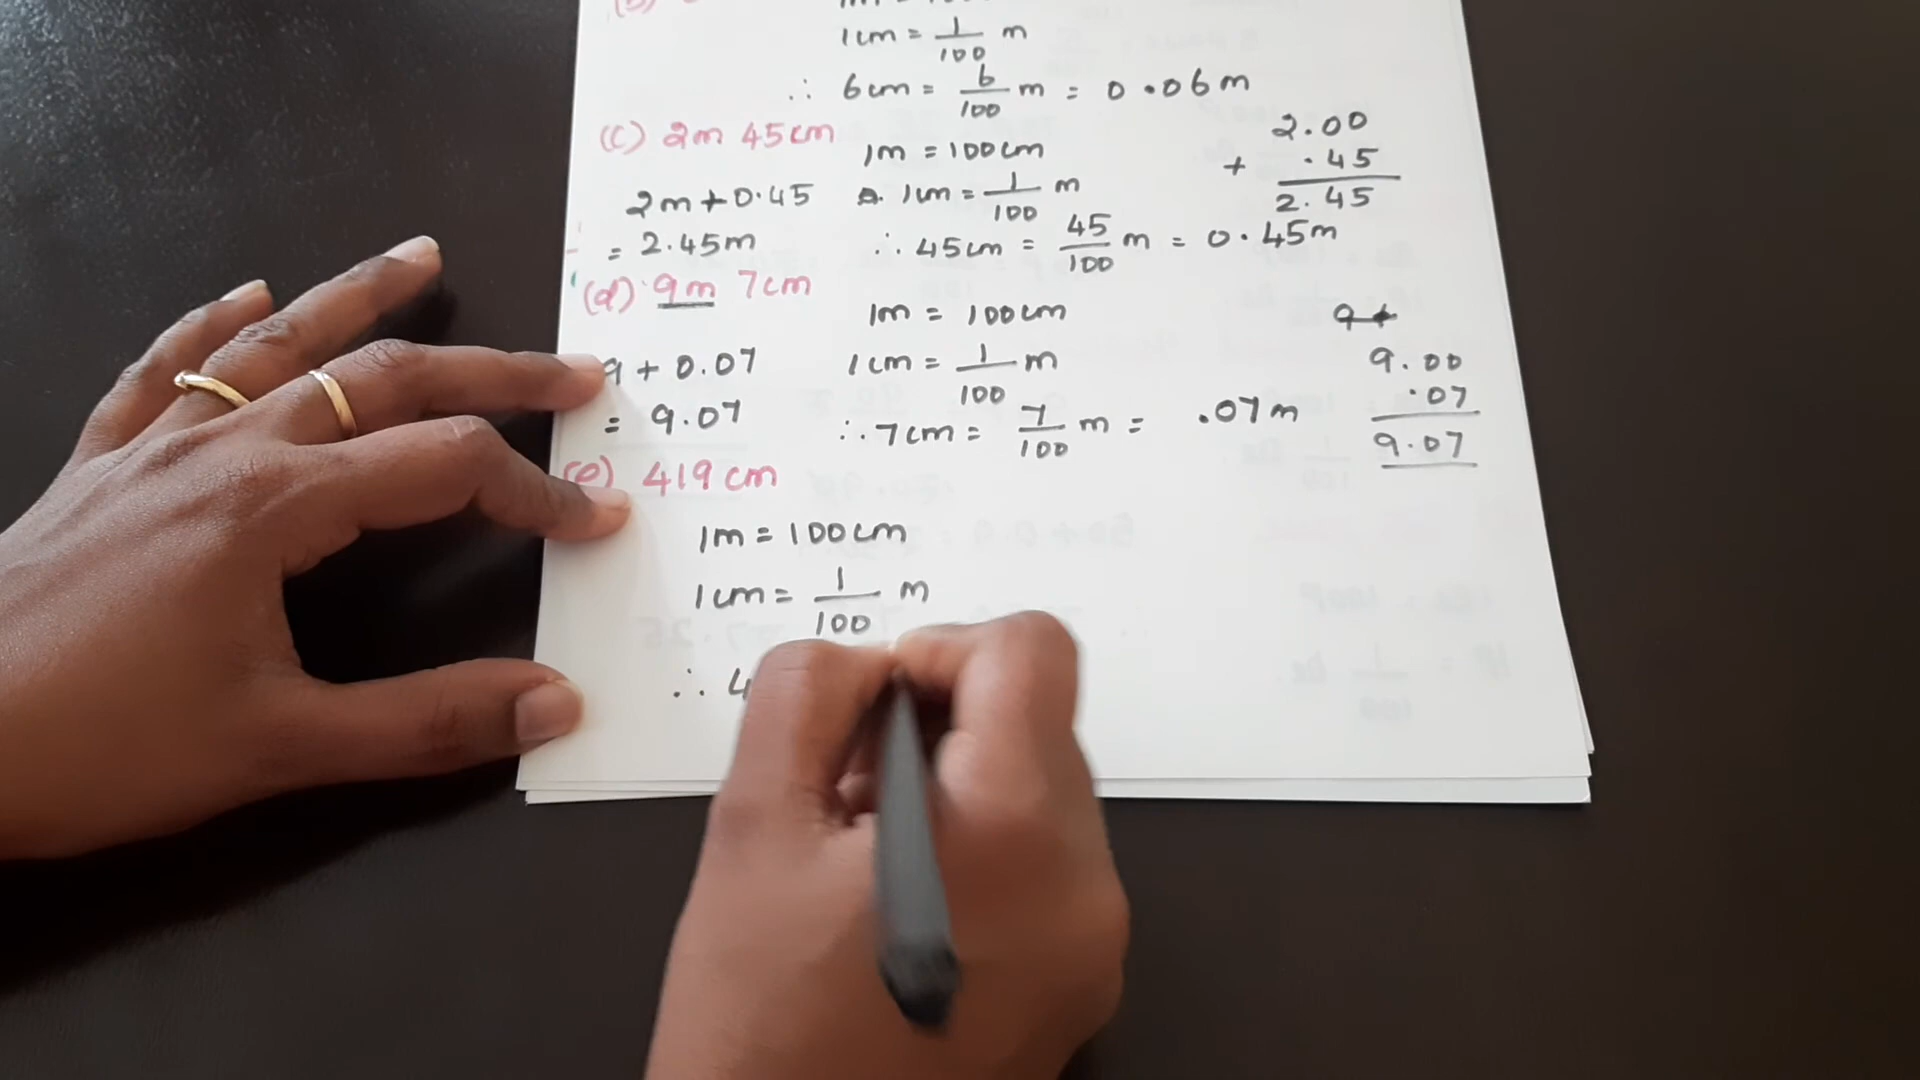 1cm = 1/100 m
∴ 6cm = 6/100 m = 0.06m
(c) 2m 45cm
1m = 100cm
2.00
+ .45
2.45
2m + 0.45
1cm = 1/100 m
= 2.45m
∴ 45cm = 45/100 m = 0.45m
(d) 9m 7cm
1m = 100cm
9 + 0.07
1cm = 1/100 m
9.00
.07
9.07
= 9.07
∴ 7cm = 7/100 m = .07m
(e) 419cm
1m = 100cm
1cm = 1/100 m
∴ 4